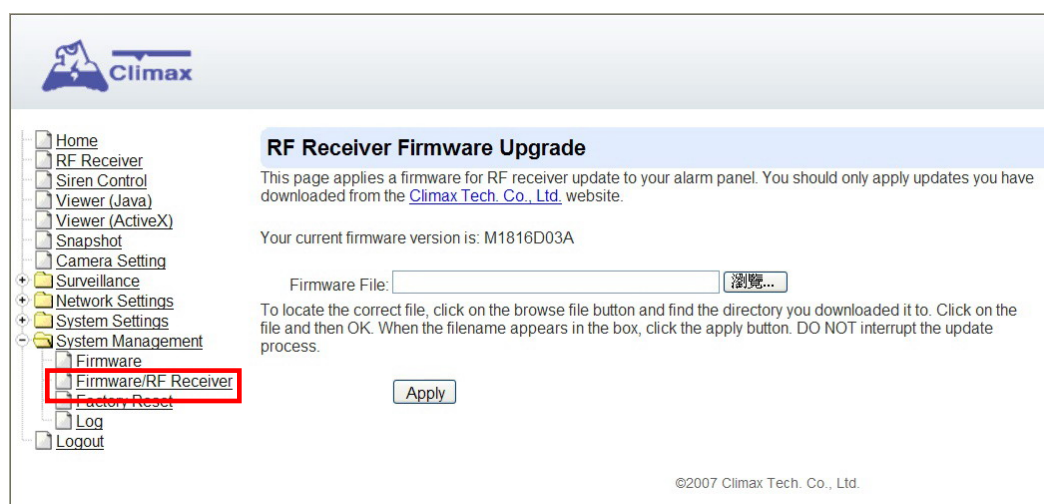 Climax
Home
RF Receiver
Siren Control
Viewer (Java)
Viewer (ActiveX)
Snapshot
Camera Setting
Surveillance
Network Settings
System Settings
System Management
Firmware
Firmware/RF Receiver
Factory Reset
Log
Logout
RF Receiver Firmware Upgrade
This page applies a firmware for RF receiver update to your alarm panel. You should only apply updates you have
downloaded from the Climax Tech. Co., Ltd. website.
Your current firmware version is: M1816D03A
Firmware File: 瀏覽...
To locate the correct file, click on the browse file button and find the directory you downloaded it to. Click on the
file and then OK. When the filename appears in the box, click the apply button. DO NOT interrupt the update
process.
Apply
©2007 Climax Tech. Co., Ltd.